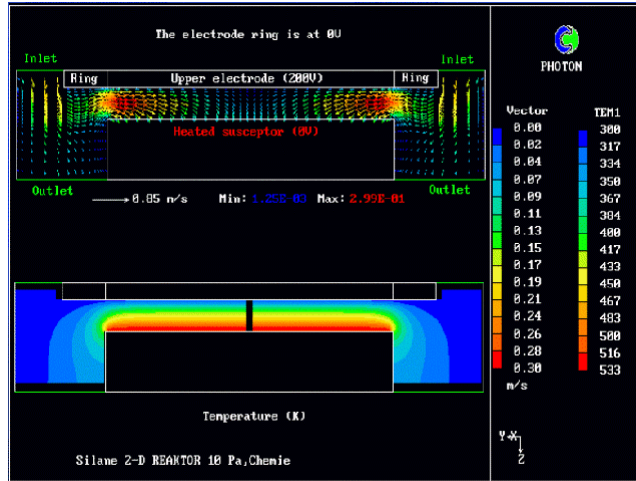 The electrode ring is at 0V
Inlet
Inlet
Ring
Upper electrode (200V)
Ring
Heated susceptor (0V)
Outlet
Outlet
0.85 m/s
Min: 1.25E-03 Max: 2.99E-01
Temperature (K)
Silane 2-D REAKTOR 10 Pa,Chemie
PHOTON
Vector TEM1
0.00 300
0.02 317
0.04 334
0.07 350
0.09 367
0.11 384
0.13 400
0.15 417
0.17 433
0.19 450
0.21 467
0.24 483
0.26 500
0.28 516
0.30 533
m/s
Y X
Z